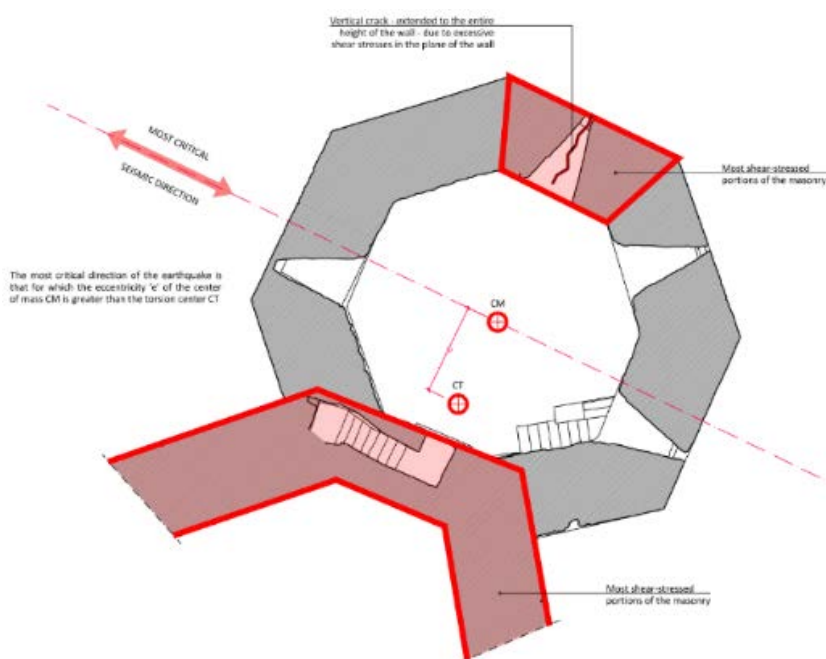 Vertical crack - extended to the entire
height of the wall - due to excessive
shear stresses in the plane of the wall
MOST CRITICAL
SEISMIC DIRECTION
Most shear-stressed
portions of the masonry
The most critical direction of the earthquake is
that for which the eccentricity 'e' of the center
of mass CM is greater than the torsion center CT
CM
CT
Most shear-stressed
portions of the masonry